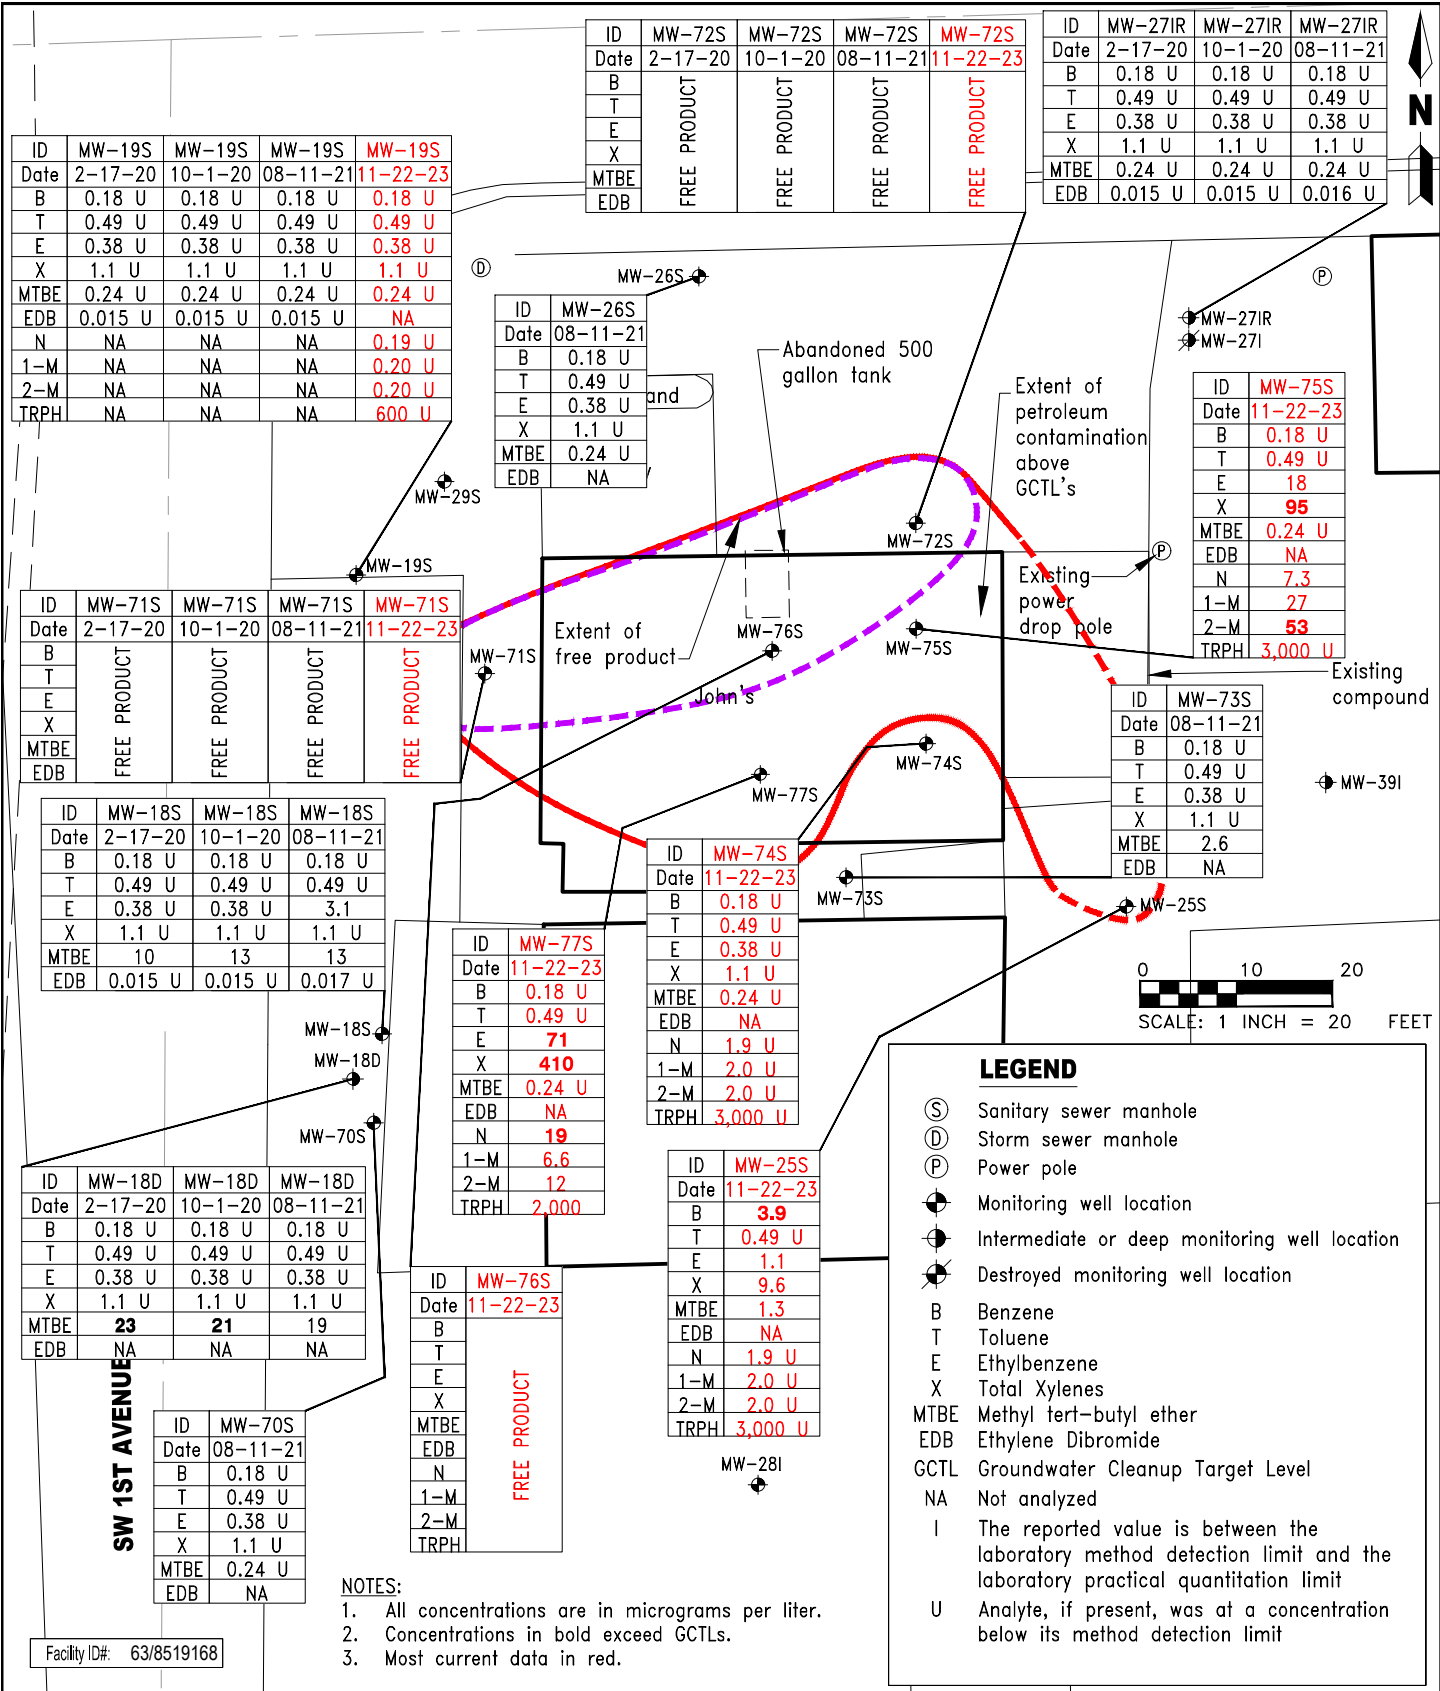 ID MW-72S MW-72S MW-72S MW-72S
Date 2-17-20 10-1-20 08-11-21 11-22-23
B
T
E
X
MTBE
EDB
FREE PRODUCT FREE PRODUCT FREE PRODUCT FREE PRODUCT
ID MW-27IR MW-27IR MW-27IR
Date 2-17-20 10-1-20 08-11-21
B 0.18 U 0.18 U 0.18 U
T 0.49 U 0.49 U 0.49 U
E 0.38 U 0.38 U 0.38 U
X 1.1 U 1.1 U 1.1 U
MTBE 0.24 U 0.24 U 0.24 U
EDB 0.015 U 0.015 U 0.016 U
N
ID MW-19S MW-19S MW-19S MW-19S
Date 2-17-20 10-1-20 08-11-21 11-22-23
B 0.18 U 0.18 U 0.18 U 0.18 U
T 0.49 U 0.49 U 0.49 U 0.49 U
E 0.38 U 0.38 U 0.38 U 0.38 U
X 1.1 U 1.1 U 1.1 U 1.1 U
MTBE 0.24 U 0.24 U 0.24 U 0.24 U
EDB 0.015 U 0.015 U 0.015 U NA
N NA NA NA 0.19 U
1-M NA NA NA 0.20 U
2-M NA NA NA 0.20 U
TRPH NA NA NA 600 U
D
MW-26S
P
ID MW-26S
Date 08-11-21
B 0.18 U
T 0.49 U
E 0.38 U
X 1.1 U
MTBE 0.24 U
EDB NA
and
Abandoned 500
gallon tank
MW-27IR
MW-27I
Extent of
petroleum
contamination
above
GCTL's
ID MW-75S
Date 11-22-23
B 0.18 U
T 0.49 U
E 18
X 95
MTBE 0.24 U
EDB NA
N 7.3
1-M 27
2-M 53
TRPH 3,000 U
MW-29S
MW-72S
P
MW-19S
Existing
power
drop pole
ID MW-71S MW-71S MW-71S MW-71S
Date 2-17-20 10-1-20 08-11-21 11-22-23
B
T
E
X
MTBE
EDB
FREE PRODUCT FREE PRODUCT FREE PRODUCT FREE PRODUCT
MW-71S
Extent of
free product
MW-76S
MW-75S
John's
Existing
compound
ID MW-73S
Date 08-11-21
B 0.18 U
T 0.49 U
E 0.38 U
X 1.1 U
MTBE 2.6
EDB NA
MW-74S
MW-77S
MW-39I
ID MW-18S MW-18S MW-18S
Date 2-17-20 10-1-20 08-11-21
B 0.18 U 0.18 U 0.18 U
T 0.49 U 0.49 U 0.49 U
E 0.38 U 0.38 U 3.1
X 1.1 U 1.1 U 1.1 U
MTBE 10 13 13
EDB 0.015 U 0.015 U 0.017 U
ID MW-74S
Date 11-22-23
B 0.18 U
T 0.49 U
E 0.38 U
X 1.1 U
MTBE 0.24 U
EDB NA
N 1.9 U
1-M 2.0 U
2-M 2.0 U
TRPH 3,000 U
MW-73S
MW-25S
ID MW-77S
Date 11-22-23
B 0.18 U
T 0.49 U
E 71
X 410
MTBE 0.24 U
EDB NA
N 19
1-M 6.6
2-M 12
TRPH 2,000
0 10 20
SCALE: 1 INCH = 20 FEET
MW-18S
MW-18D
MW-70S
ID MW-18D MW-18D MW-18D
Date 2-17-20 10-1-20 08-11-21
B 0.18 U 0.18 U 0.18 U
T 0.49 U 0.49 U 0.49 U
E 0.38 U 0.38 U 0.38 U
X 1.1 U 1.1 U 1.1 U
MTBE 23 21 19
EDB NA NA NA
ID MW-25S
Date 11-22-23
B 3.9
T 0.49 U
E 1.1
X 9.6
MTBE 1.3
EDB NA
N 1.9 U
1-M 2.0 U
2-M 2.0 U
TRPH 3,000 U
ID MW-76S
Date 11-22-23
B
T
E
X
MTBE
EDB
N
1-M
2-M
TRPH
FREE PRODUCT
SW 1ST AVENUE
ID MW-70S
Date 08-11-21
B 0.18 U
T 0.49 U
E 0.38 U
X 1.1 U
MTBE 0.24 U
EDB NA
MW-28I
LEGEND
S Sanitary sewer manhole
D Storm sewer manhole
P Power pole
Monitoring well location
Intermediate or deep monitoring well location
Destroyed monitoring well location
B Benzene
T Toluene
E Ethylbenzene
X Total Xylenes
MTBE Methyl tert-butyl ether
EDB Ethylene Dibromide
GCTL Groundwater Cleanup Target Level
NA Not analyzed
I The reported value is between the
laboratory method detection limit and the
laboratory practical quantitation limit
U Analyte, if present, was at a concentration
below its method detection limit
NOTES:
1. All concentrations are in micrograms per liter.
2. Concentrations in bold exceed GCTLs.
3. Most current data in red.
Facility ID#: 63/8519168